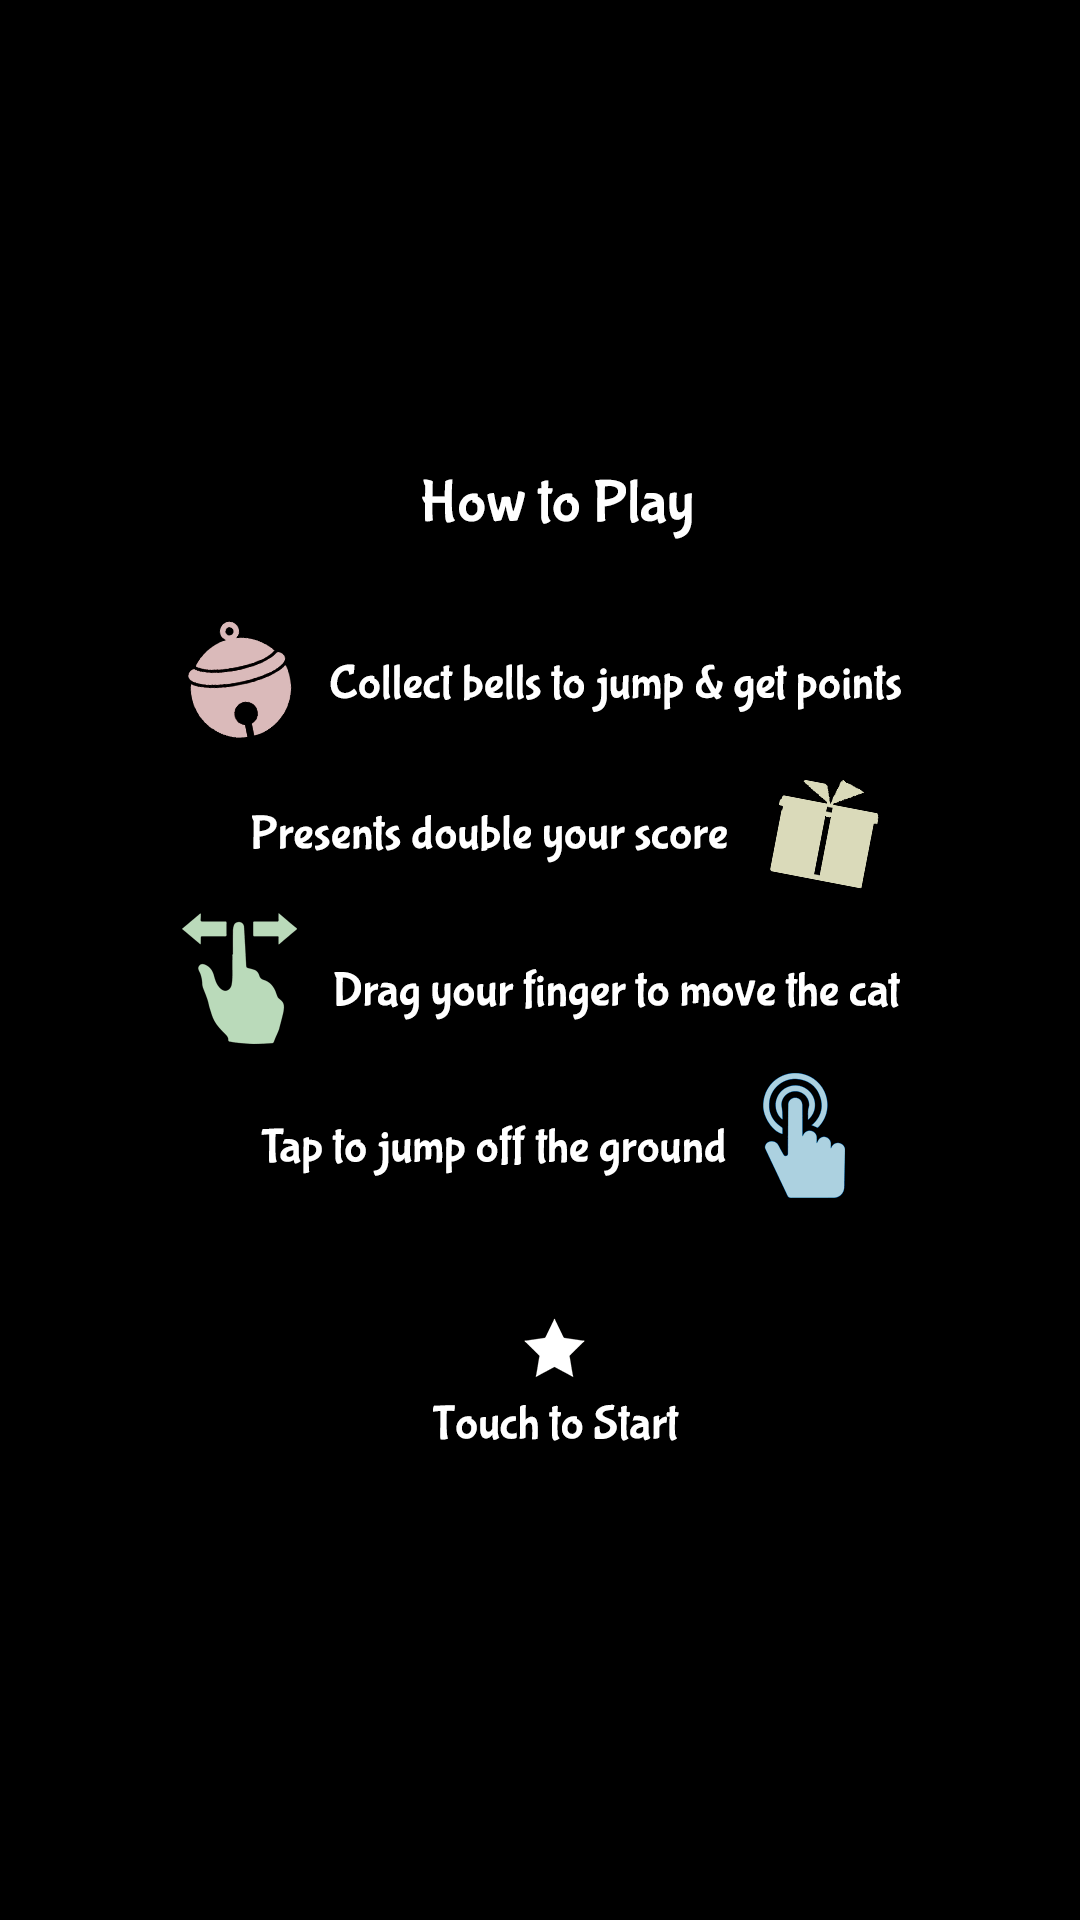 How to Play
Collect bells to jump & get points
Presents double your score
Drag your finger to move the cat
Tap to jump off the ground
Touch to Start